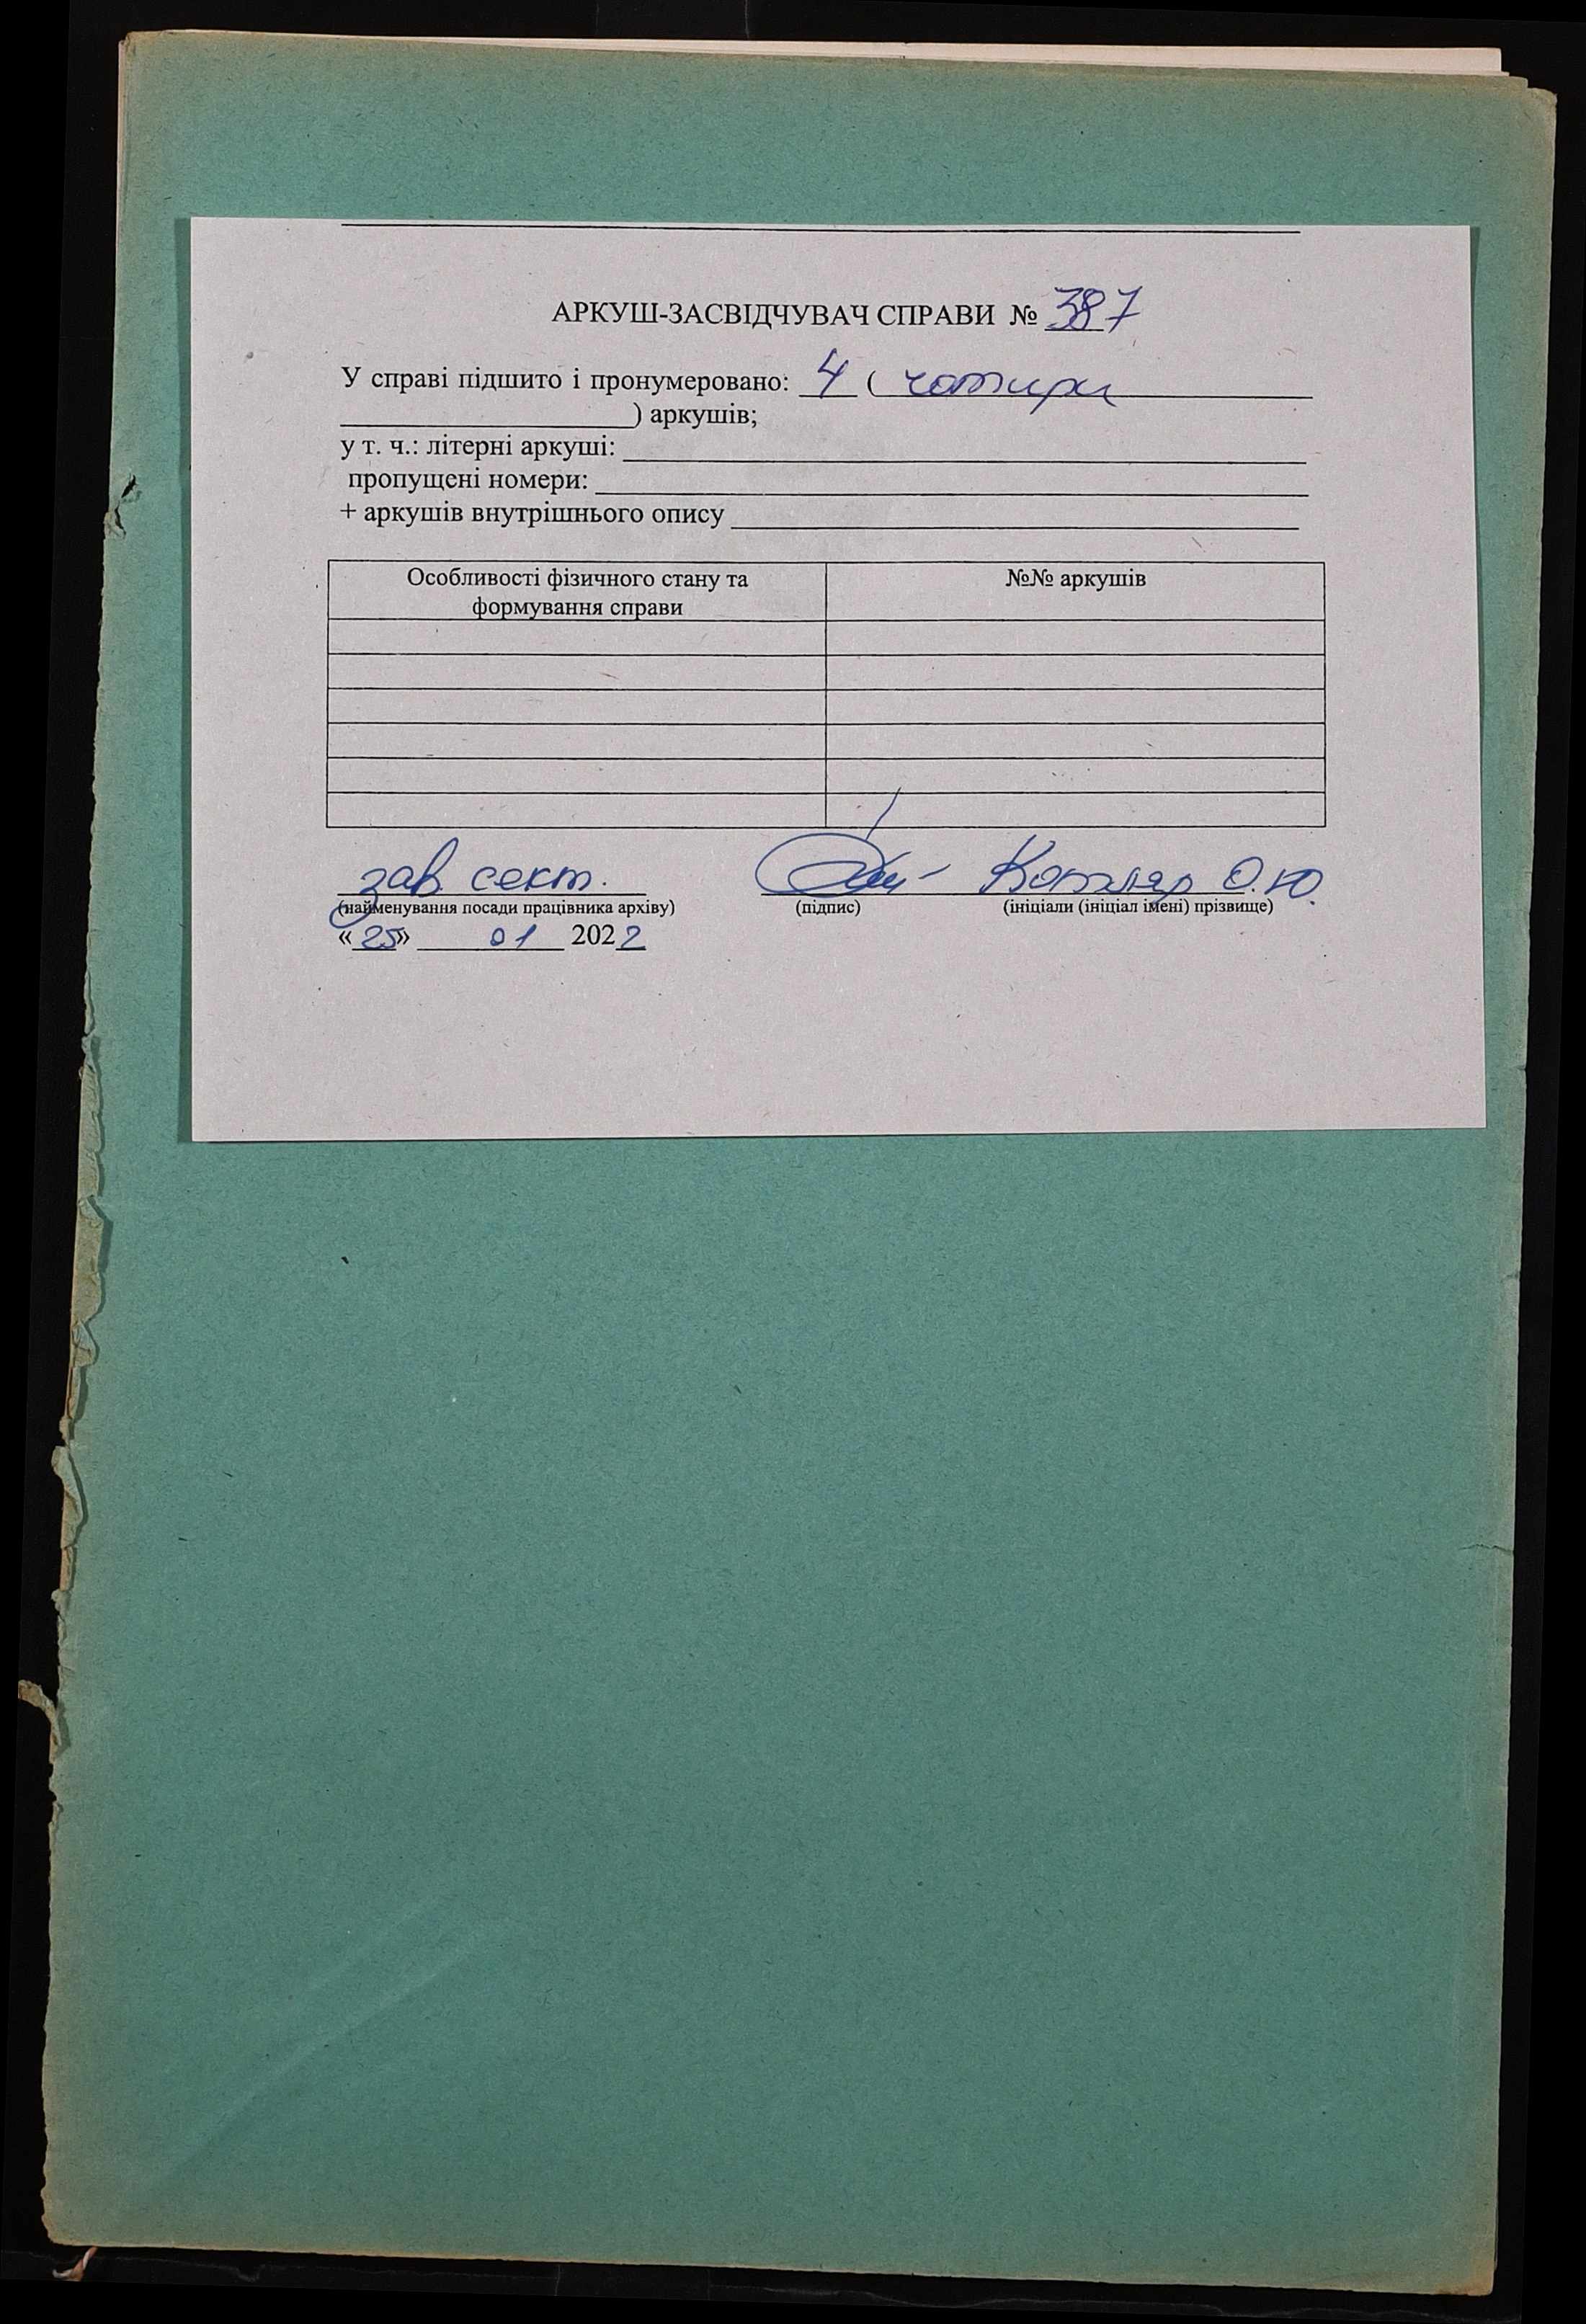 АРКУШ-ЗАСВІДЧУВАЧ СПРАВИ № 387
У справі підшито і пронумеровано: 4 ( чотири
) аркушів;
у т. ч.: літерні аркуші:
пропущені номери:
+ аркушів внутрішнього опису
Особливості фізичного стану та формування справи №№ аркушів
зав. сект. Котляр О.Ю.
(найменування посади працівника архіву) (підпис) (ініціали (ініціал імені) прізвище)
« 25 » 01 2022